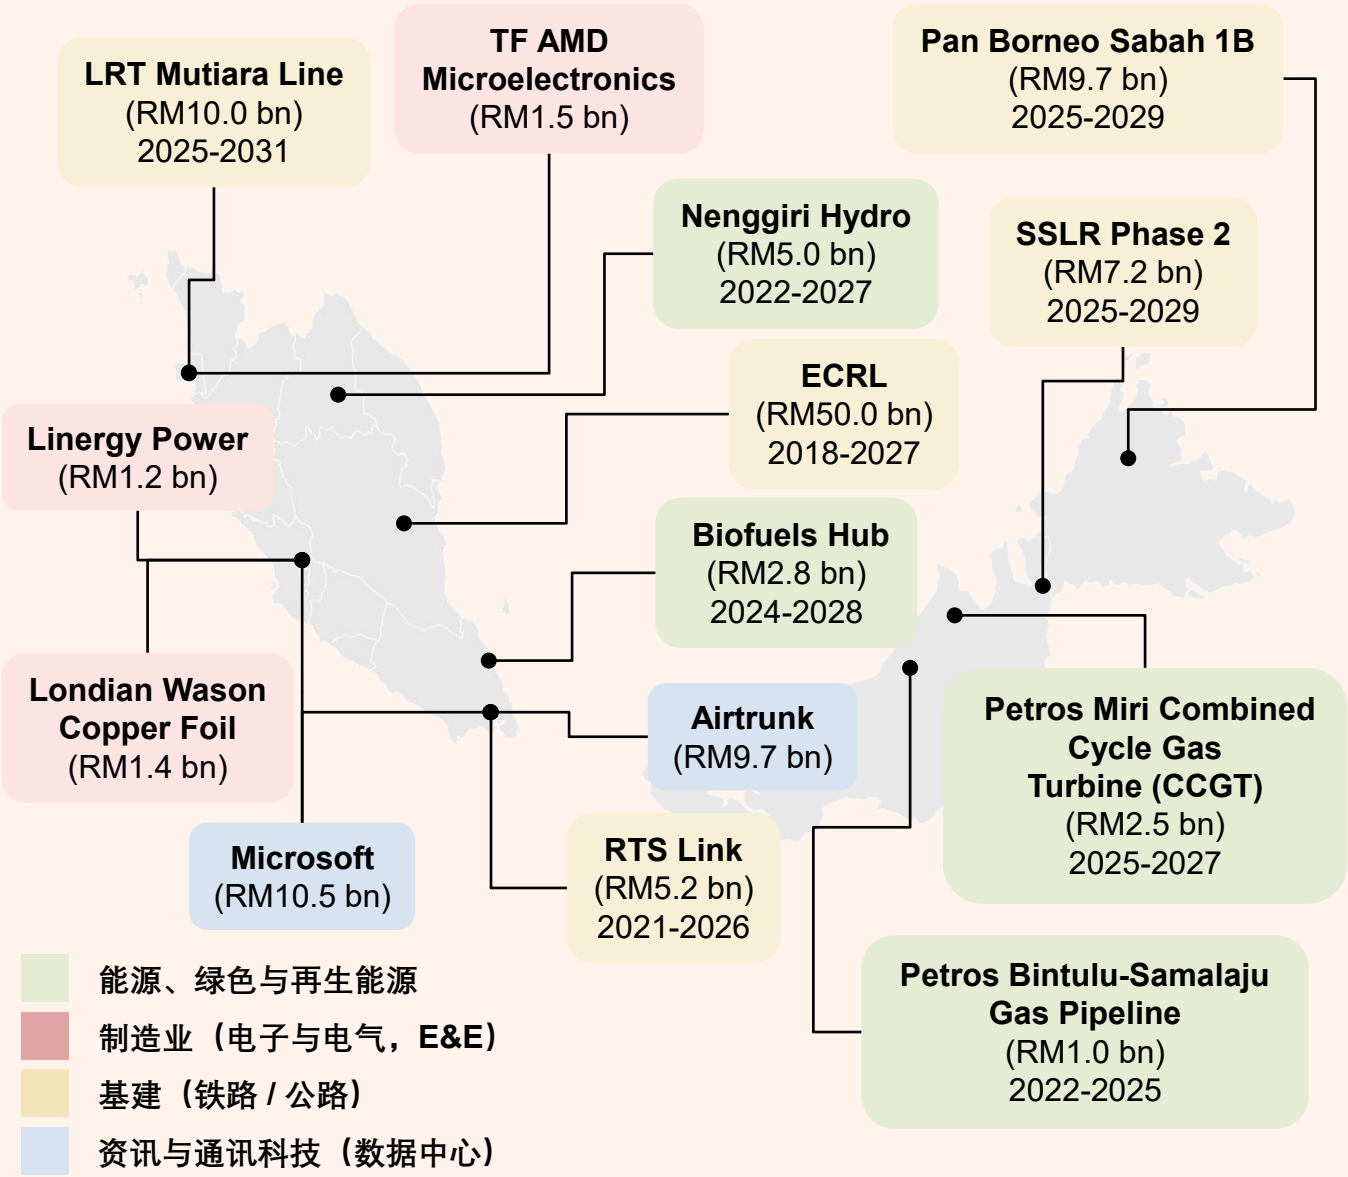 LRT Mutiara Line
(RM10.0 bn)
2025-2031
TF AMD
Microelectronics
(RM1.5 bn)
Pan Borneo Sabah 1B
(RM9.7 bn)
2025-2029
Nenggiri Hydro
(RM5.0 bn)
2022-2027
SSLR Phase 2
(RM7.2 bn)
2025-2029
ECRL
(RM50.0 bn)
2018-2027
Linergy Power
(RM1.2 bn)
Biofuels Hub
(RM2.8 bn)
2024-2028
Londian Wason
Copper Foil
(RM1.4 bn)
Airtrunk
(RM9.7 bn)
Petros Miri Combined
Cycle Gas
Turbine (CCGT)
(RM2.5 bn)
2025-2027
Microsoft
(RM10.5 bn)
RTS Link
(RM5.2 bn)
2021-2026
Petros Bintulu-Samalaju
Gas Pipeline
(RM1.0 bn)
2022-2025
能源、绿色与再生能源
制造业（电子与电气，E&E）
基建（铁路 / 公路）
资讯与通讯科技（数据中心）